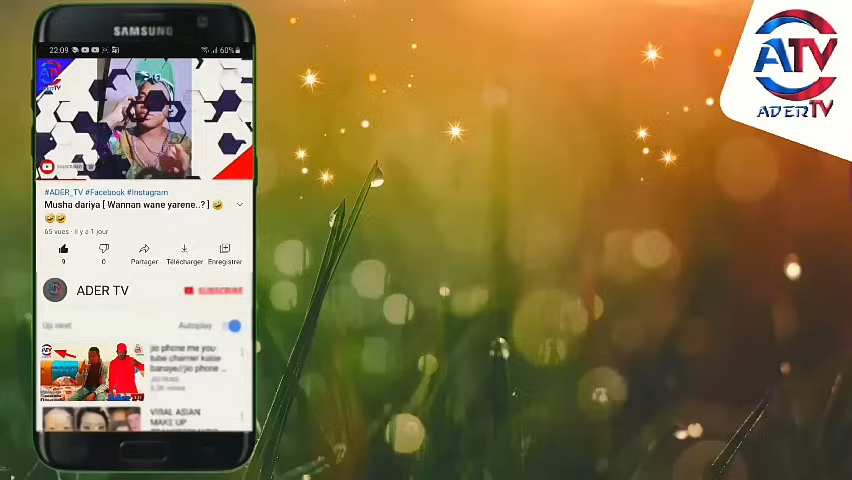 SAMSUNG
22:09
60%
#ADER_TV #Facebook #Instagram
Musha dariya [ Wannan wane yarene..? ] 🤣
🤣🤣
65 vues · Il y a 1 jour
9
0
Partager
Télécharger
Enregistrer
ADER TV
SUBSCRIBE
Up next
Autoplay
jio phone me you-
tube channel kaise
banaye//jio phone ...
VIRAL ASIAN
MAKE UP
ATV
ADERTV